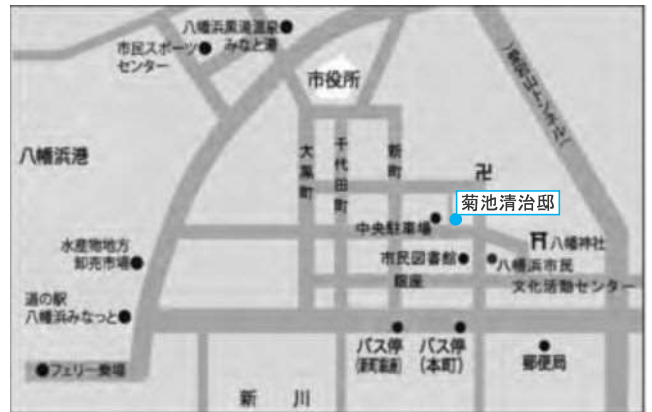 八幡浜黒滝温泉
みなと湯
市民スポーツ
センター
市役所
八幡浜港
大黒町
千代田町
新町
卍
菊池清治邸
中央駐車場
八幡神社
水産物地方
卸売市場
市民図書館
八幡浜市民
文化活動センター
銀座
道の駅
八幡浜みなっと
バス停
バス停
(本町)
郵便局
フェリー乗場
新川